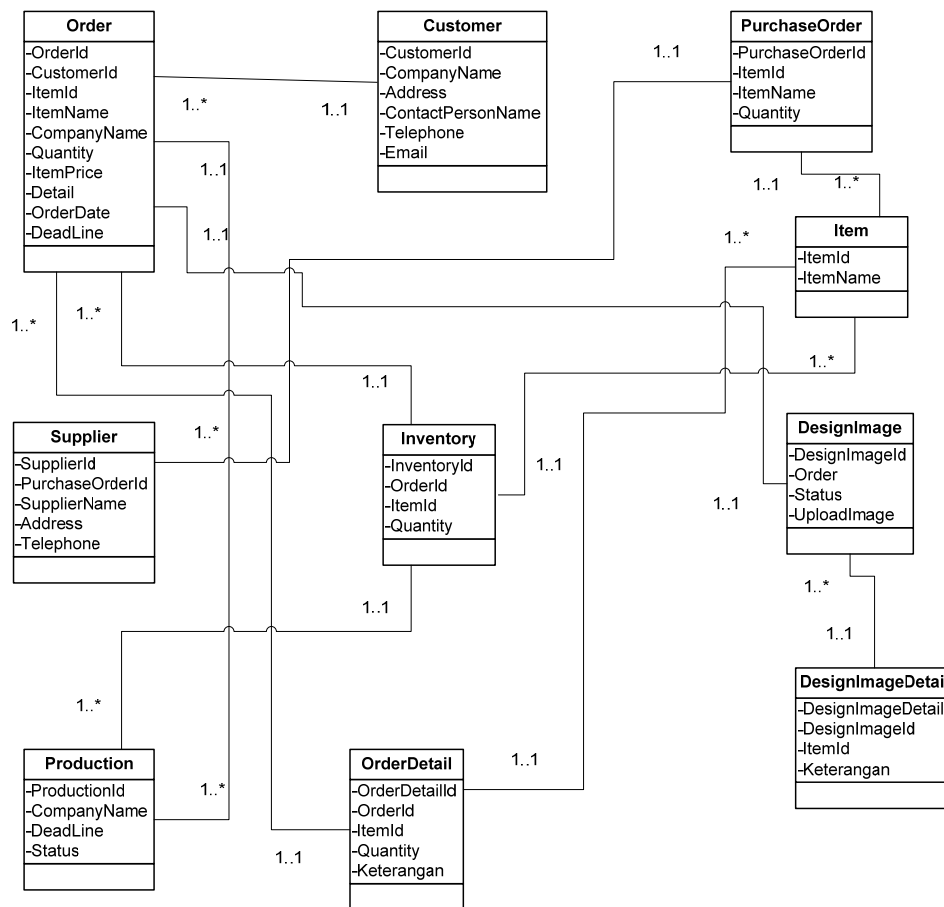 Order
-OrderId
-CustomerId
-ItemId
-ItemName
-CompanyName
-Quantity
-ItemPrice
-Detail
-OrderDate
-DeadLine
Customer
-CustomerId
-CompanyName
-Address
-ContactPersonName
-Telephone
-Email
PurchaseOrder
-PurchaseOrderId
-ItemId
-ItemName
-Quantity
1..*
1..1
1..1
1..1
1..1
1..1
1..*
1..*
Item
-ItemId
-ItemName
1..*
1..*
1..1
1..*
Supplier
-SupplierId
-PurchaseOrderId
-SupplierName
-Address
-Telephone
1..*
Inventory
-InventoryId
-OrderId
-ItemId
-Quantity
1..1
DesignImage
-DesignImageId
-Order
-Status
-UploadImage
1..1
1..1
1..*
1..1
1..*
DesignImageDetail
-DesignImageDetail
-DesignImageId
-ItemId
-Keterangan
Production
-ProductionId
-CompanyName
-DeadLine
-Status
1..*
OrderDetail
-OrderDetailId
-OrderId
-ItemId
-Quantity
-Keterangan
1..1
1..1